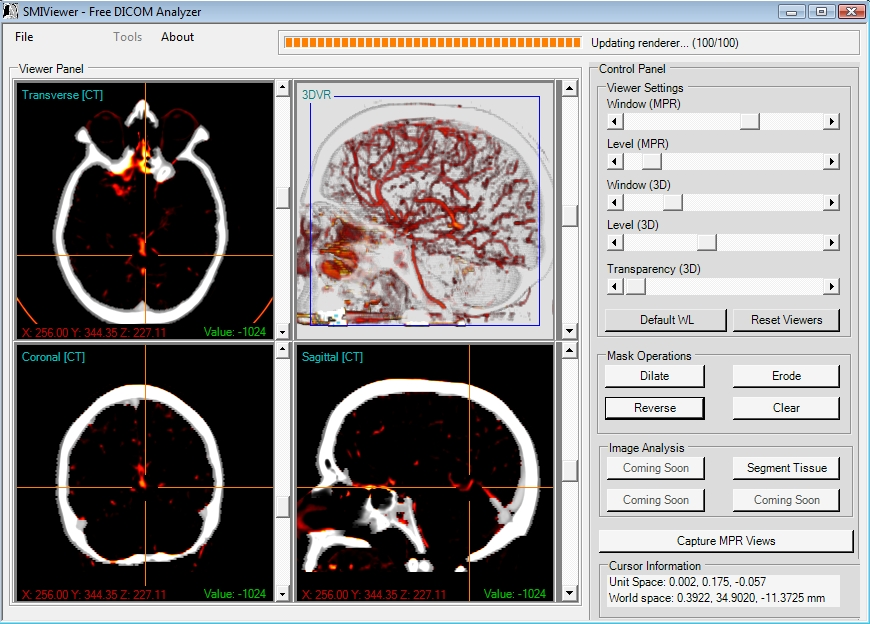 SMIViewer - Free DICOM Analyzer
File Tools About
Updating renderer... (100/100)
Viewer Panel
Transverse [CT]
X: 256.00 Y: 344.35 Z: 227.11
Value: -1024
3DVR
Coronal [CT]
X: 256.00 Y: 344.35 Z: 227.11
Value: -1024
Sagittal [CT]
X: 256.00 Y: 344.35 Z: 227.11
Value: -1024
Control Panel
Viewer Settings
Window (MPR)
Level (MPR)
Window (3D)
Level (3D)
Transparency (3D)
Default WL
Reset Viewers
Mask Operations
Dilate
Erode
Reverse
Clear
Image Analysis
Coming Soon
Segment Tissue
Coming Soon
Coming Soon
Capture MPR Views
Cursor Information
Unit Space: 0.002, 0.175, -0.057
World space: 0.3922, 34.9020, -11.3725 mm